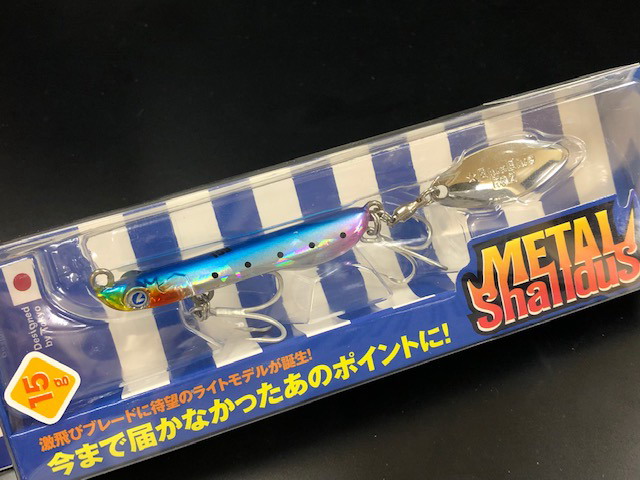 METAL
Shalldus
Designed
by Tokyo
15g
激飛びブレードに待望のライトモデルが誕生!
今まで届かなかったあのポイントに!